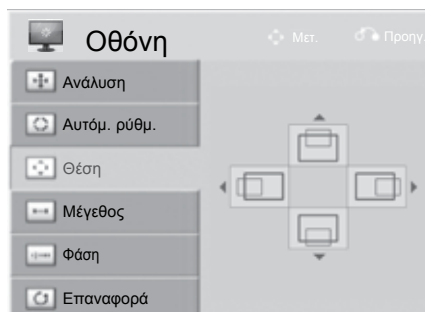 Οθόνη
Μετ.
Προηγ.
Ανάλυση
Αυτόμ. ρύθμ.
Θέση
Μέγεθος
Φάση
Επαναφορά